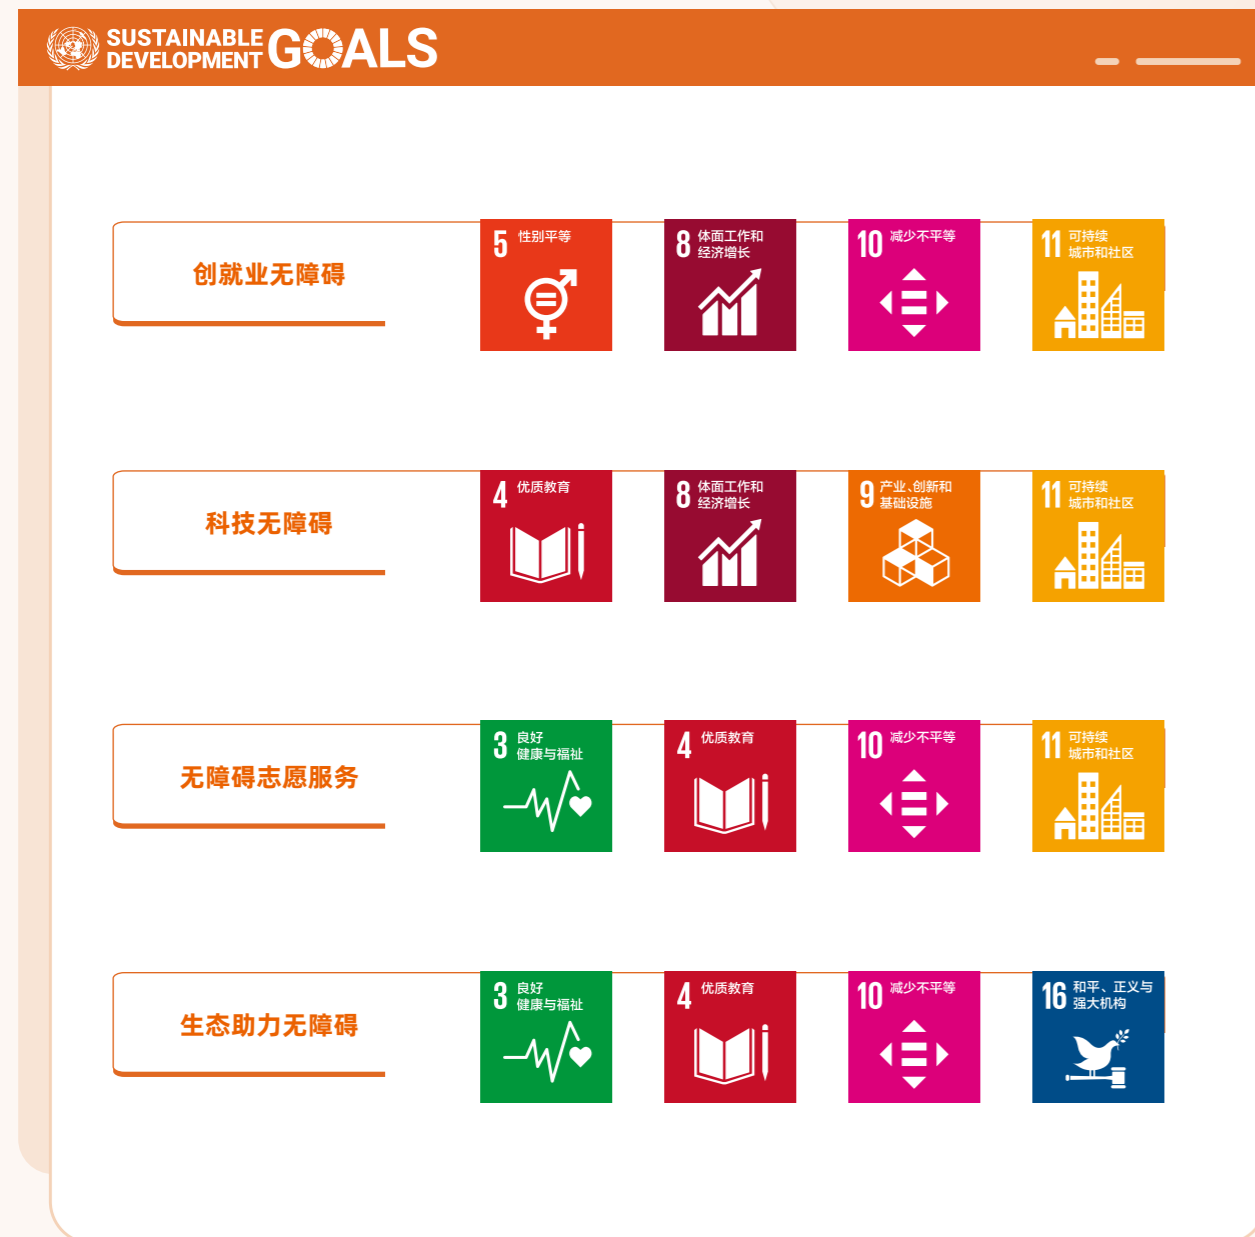 SUSTAINABLE
DEVELOPMENT
GOALS
创就业无障碍
5 性别平等
8 体面工作和
经济增长
10 减少不平等
11 可持续
城市和社区
科技无障碍
4 优质教育
8 体面工作和
经济增长
9 产业、创新和
基础设施
11 可持续
城市和社区
无障碍志愿服务
3 良好
健康与福祉
4 优质教育
10 减少不平等
11 可持续
城市和社区
生态助力无障碍
3 良好
健康与福祉
4 优质教育
10 减少不平等
16 和平、正义与
强大机构